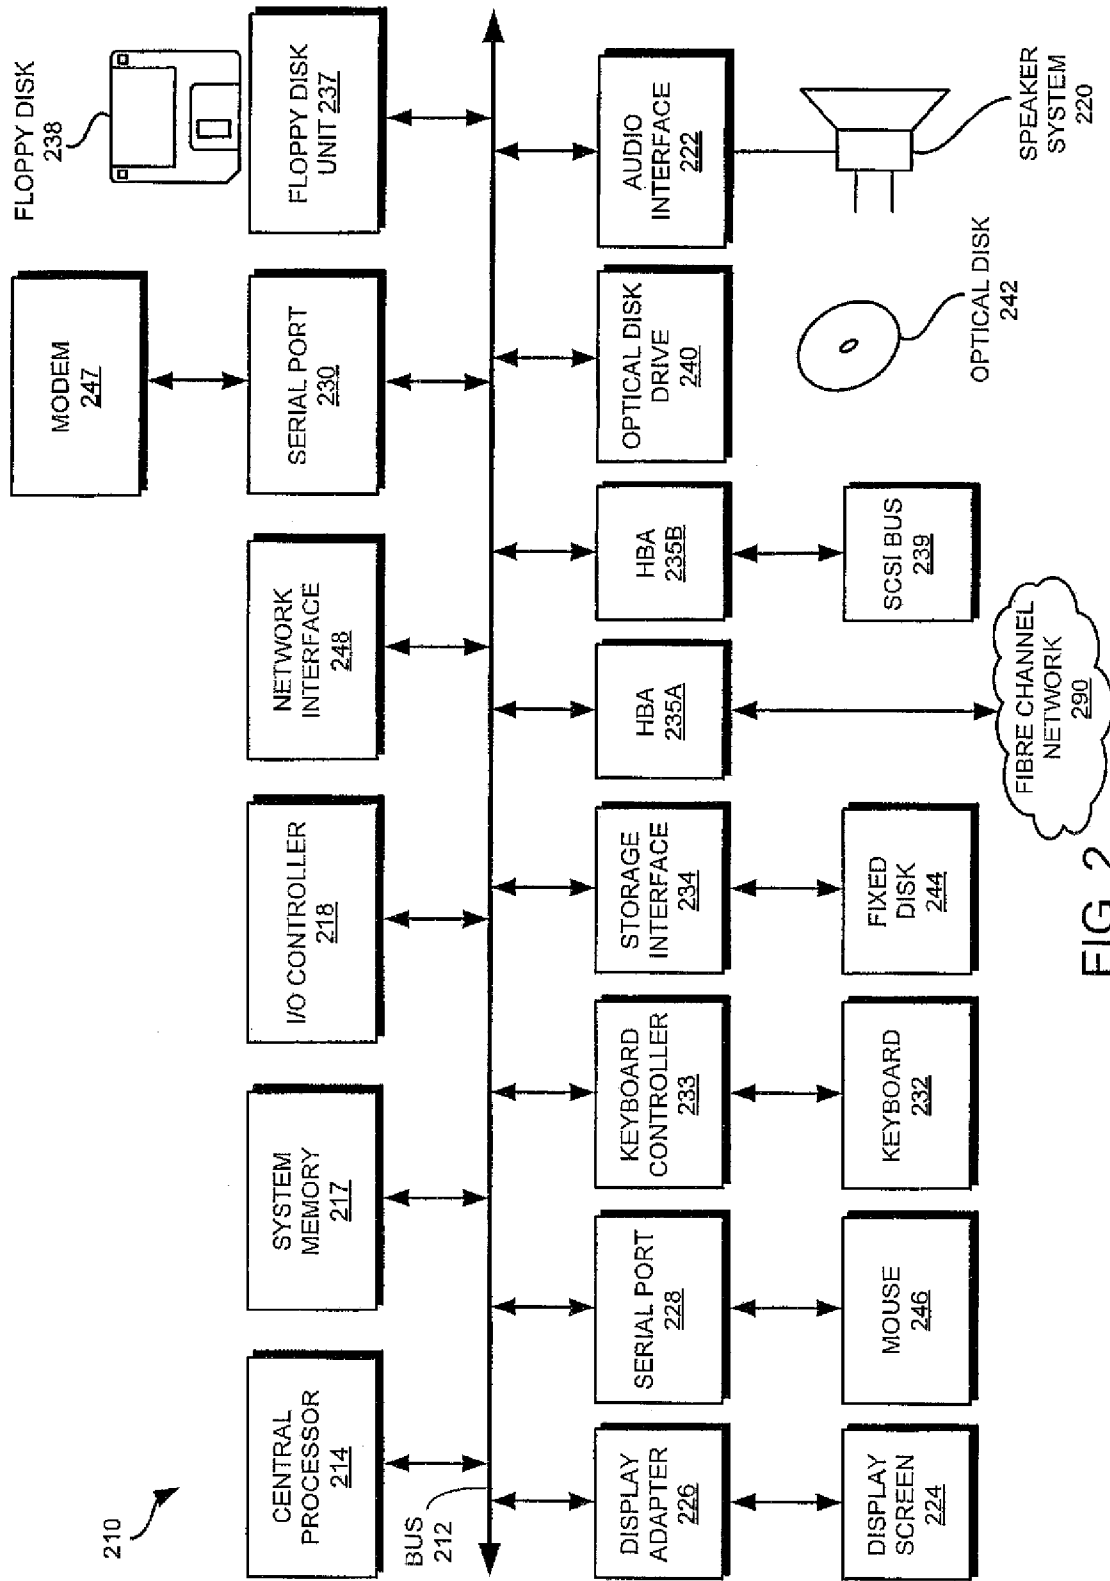 210
MODEM
247
FLOPPY DISK
238
CENTRAL
PROCESSOR
214
SYSTEM
MEMORY
217
I/O CONTROLLER
218
NETWORK
INTERFACE
248
SERIAL PORT
230
FLOPPY DISK
UNIT 237
BUS
212
DISPLAY
ADAPTER
226
SERIAL PORT
228
KEYBOARD
CONTROLLER
233
STORAGE
INTERFACE
234
HBA
235A
HBA
235B
OPTICAL DISK
DRIVE
240
AUDIO
INTERFACE
222
DISPLAY
SCREEN
224
MOUSE
246
KEYBOARD
232
FIXED
DISK
244
SCSI BUS
239
FIBRE CHANNEL
NETWORK
290
OPTICAL DISK
242
SPEAKER
SYSTEM
220
FIG. 2